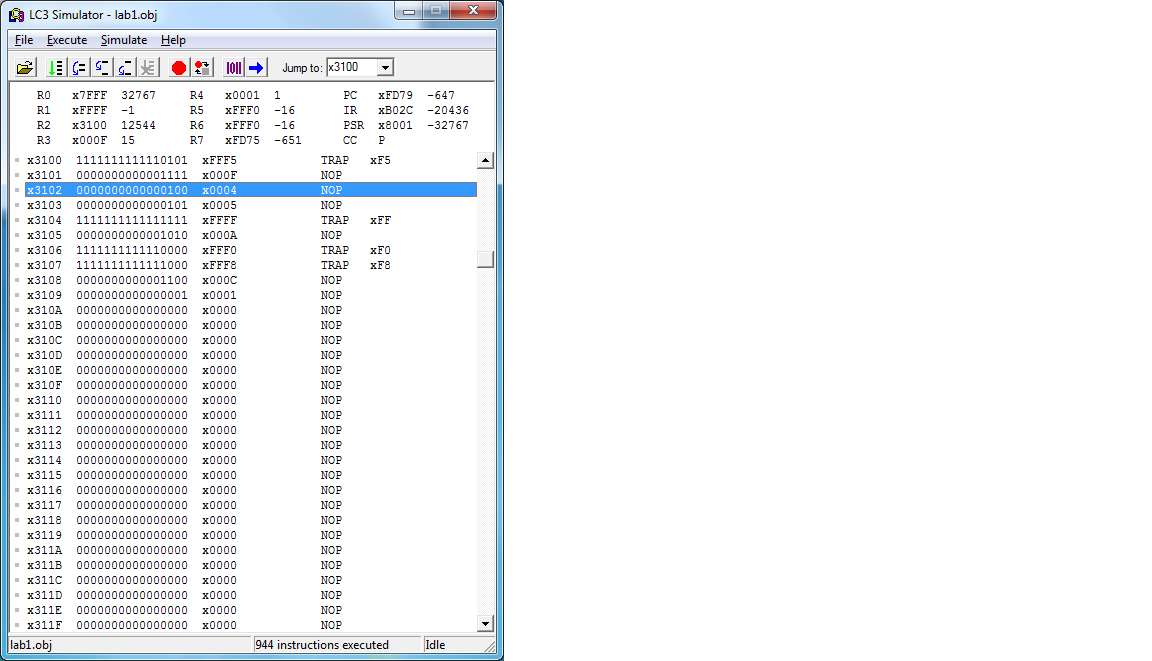 LC3 Simulator - lab1.obj
File Execute Simulate Help
Jump to: x3100
R0 x7FFF 32767 R4 x0001 1 PC xFD79 -647
R1 xFFFF -1 R5 xFFF0 -16 IR xB02C -20436
R2 x3100 12544 R6 xFFF0 -16 PSR x8001 -32767
R3 x000F 15 R7 xFD75 -651 CC P
x3100 1111111111110101 xFFF5 TRAP xF5
x3101 0000000000001111 x000F NOP
x3102 0000000000000100 x0004 NOP
x3103 0000000000000101 x0005 NOP
x3104 1111111111111111 xFFFF TRAP xFF
x3105 0000000000001010 x000A NOP
x3106 1111111111110000 xFFF0 TRAP xF0
x3107 1111111111111000 xFFF8 TRAP xF8
x3108 0000000000001100 x000C NOP
x3109 0000000000000001 x0001 NOP
x310A 0000000000000000 x0000 NOP
x310B 0000000000000000 x0000 NOP
x310C 0000000000000000 x0000 NOP
x310D 0000000000000000 x0000 NOP
x310E 0000000000000000 x0000 NOP
x310F 0000000000000000 x0000 NOP
x3110 0000000000000000 x0000 NOP
x3111 0000000000000000 x0000 NOP
x3112 0000000000000000 x0000 NOP
x3113 0000000000000000 x0000 NOP
x3114 0000000000000000 x0000 NOP
x3115 0000000000000000 x0000 NOP
x3116 0000000000000000 x0000 NOP
x3117 0000000000000000 x0000 NOP
x3118 0000000000000000 x0000 NOP
x3119 0000000000000000 x0000 NOP
x311A 0000000000000000 x0000 NOP
x311B 0000000000000000 x0000 NOP
x311C 0000000000000000 x0000 NOP
x311D 0000000000000000 x0000 NOP
x311E 0000000000000000 x0000 NOP
x311F 0000000000000000 x0000 NOP
lab1.obj 944 instructions executed Idle